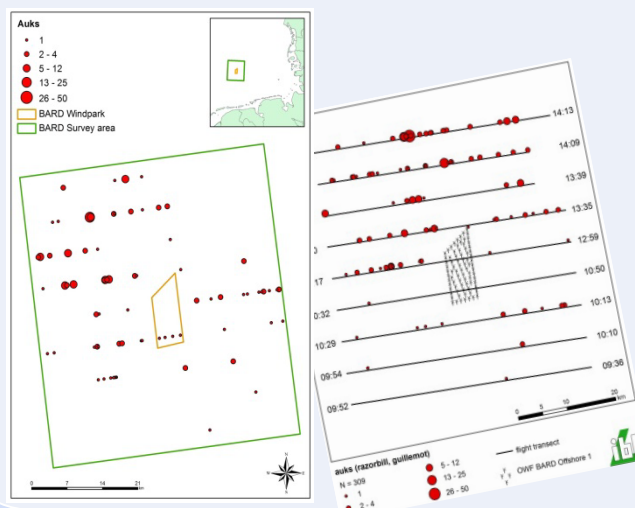 Auks
1
2 - 4
5 - 12
13 - 25
26 - 50
BARD Windpark
BARD Survey area
0 7 14 21
km
14:13
14:09
13:39
13:35
12:59
10:50
10:13
10:10
09:36
0
17
0:32
10:29
09:54
09:52
0 5 10 20
km
auks (razorbill, guillemot)
N = 309
1
2 - 4
5 - 12
13 - 25
26 - 50
flight transect
OWF BARD Offshore 1